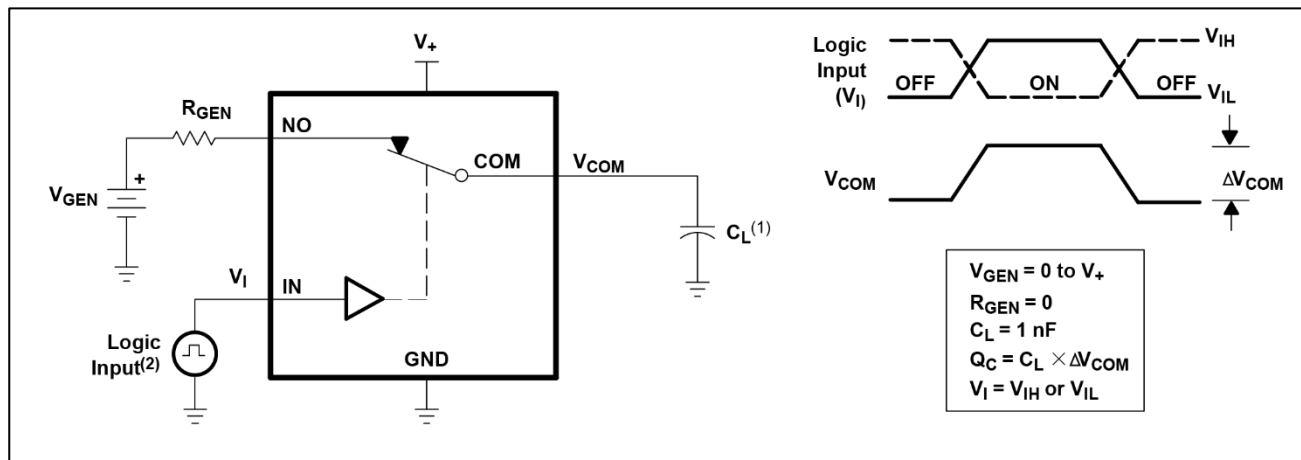 V+
RGEN
NO
COM
VCOM
VGEN
+
CL(1)
VI
IN
Logic
Input(2)
GND
Logic
Input
(VI)
OFF
ON
OFF
VIH
VIL
VCOM
ΔVCOM
VGEN = 0 to V+
RGEN = 0
CL = 1 nF
QC = CL × ΔVCOM
VI = VIH or VIL